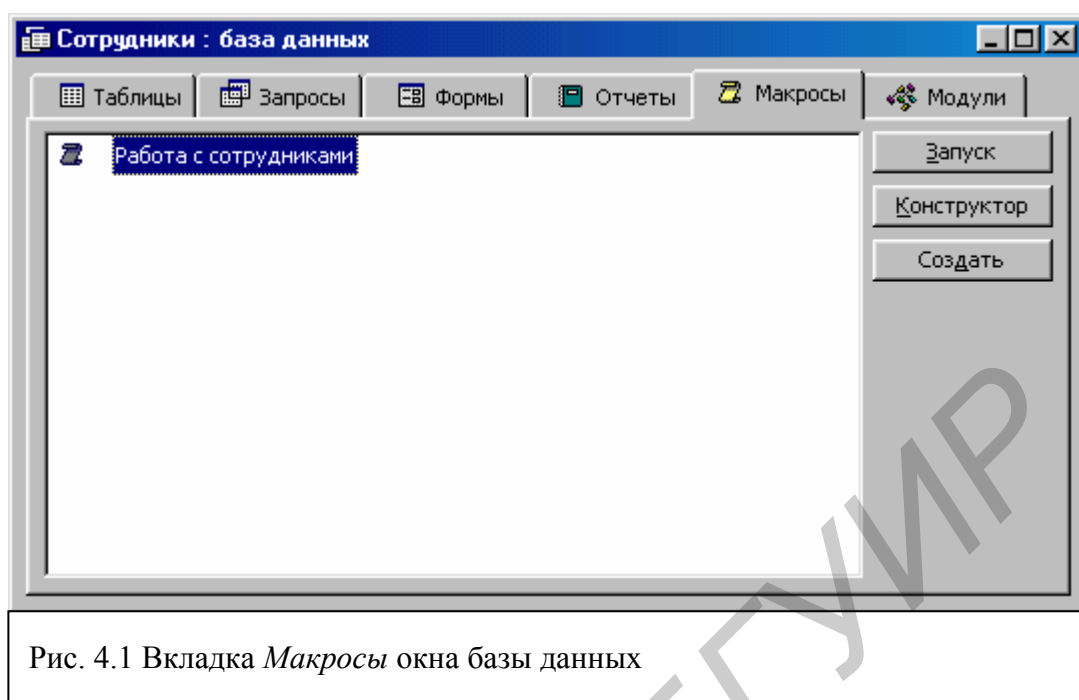 Сотрудники : база данных
Таблицы Запросы Формы Отчеты Макросы Модули
Работа с сотрудниками
Запуск
Конструктор
Создать
Рис. 4.1 Вкладка Макросы окна базы данных
БГУИР